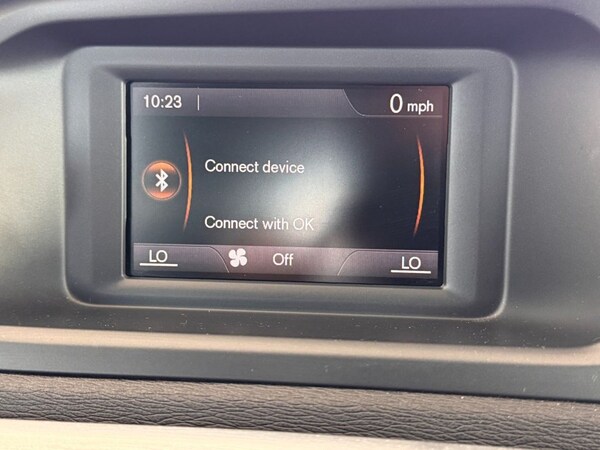 10:23
0 mph
Connect device
Connect with OK
LO Off LO